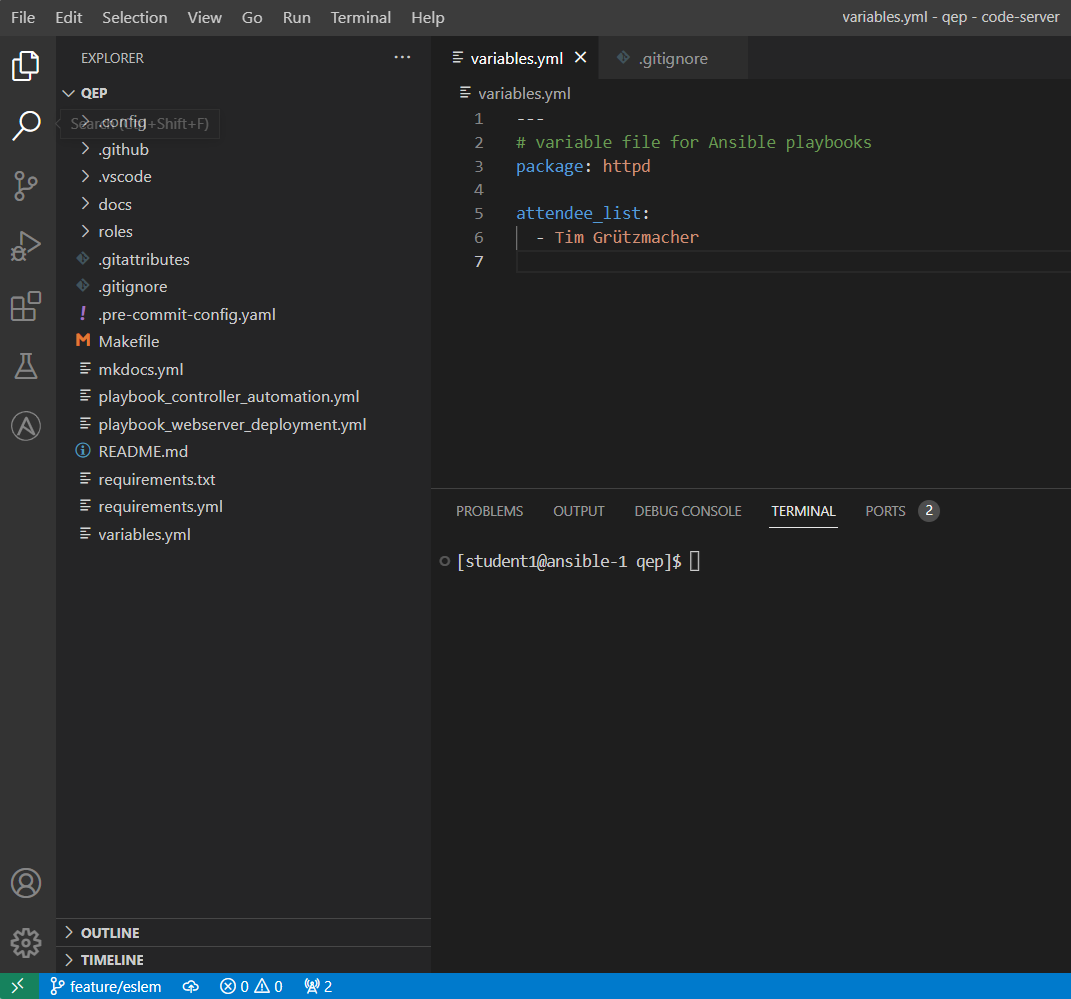 File Edit Selection View Go Run Terminal Help
variables.yml - qep - code-server
EXPLORER
QEP
.config
Search (Ctrl+Shift+F)
.github
.vscode
docs
roles
.gitattributes
.gitignore
! .pre-commit-config.yaml
M Makefile
mkdocs.yml
playbook_controller_automation.yml
playbook_webserver_deployment.yml
README.md
requirements.txt
requirements.yml
variables.yml
OUTLINE
TIMELINE
variables.yml
.gitignore
variables.yml
1 ---
2 # variable file for Ansible playbooks
3 package: httpd
4
5 attendee_list:
6 - Tim Grützmacher
7
PROBLEMS OUTPUT DEBUG CONSOLE TERMINAL PORTS 2
[student1@ansible-1 qep]$
feature/eslem 0 0 2